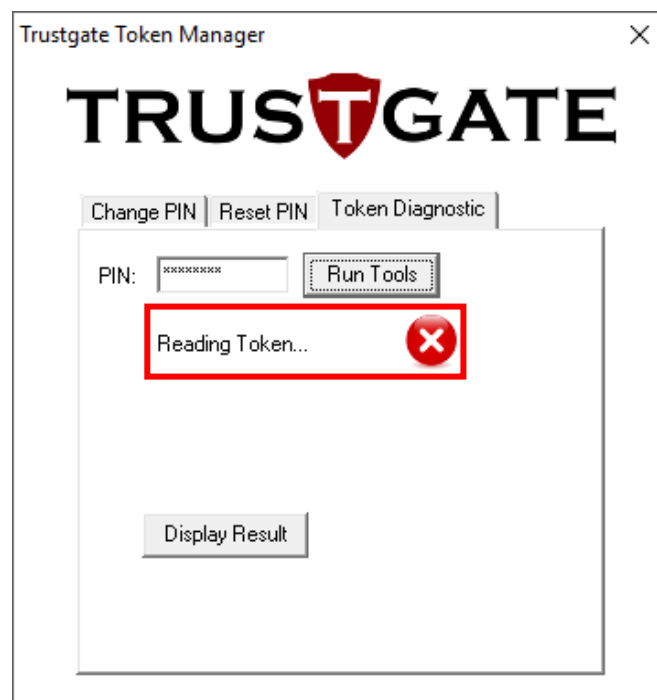 Trustgate Token Manager
TRUSTGATE
Change PIN Reset PIN Token Diagnostic
PIN: ******** Run Tools
Reading Token...
Display Result